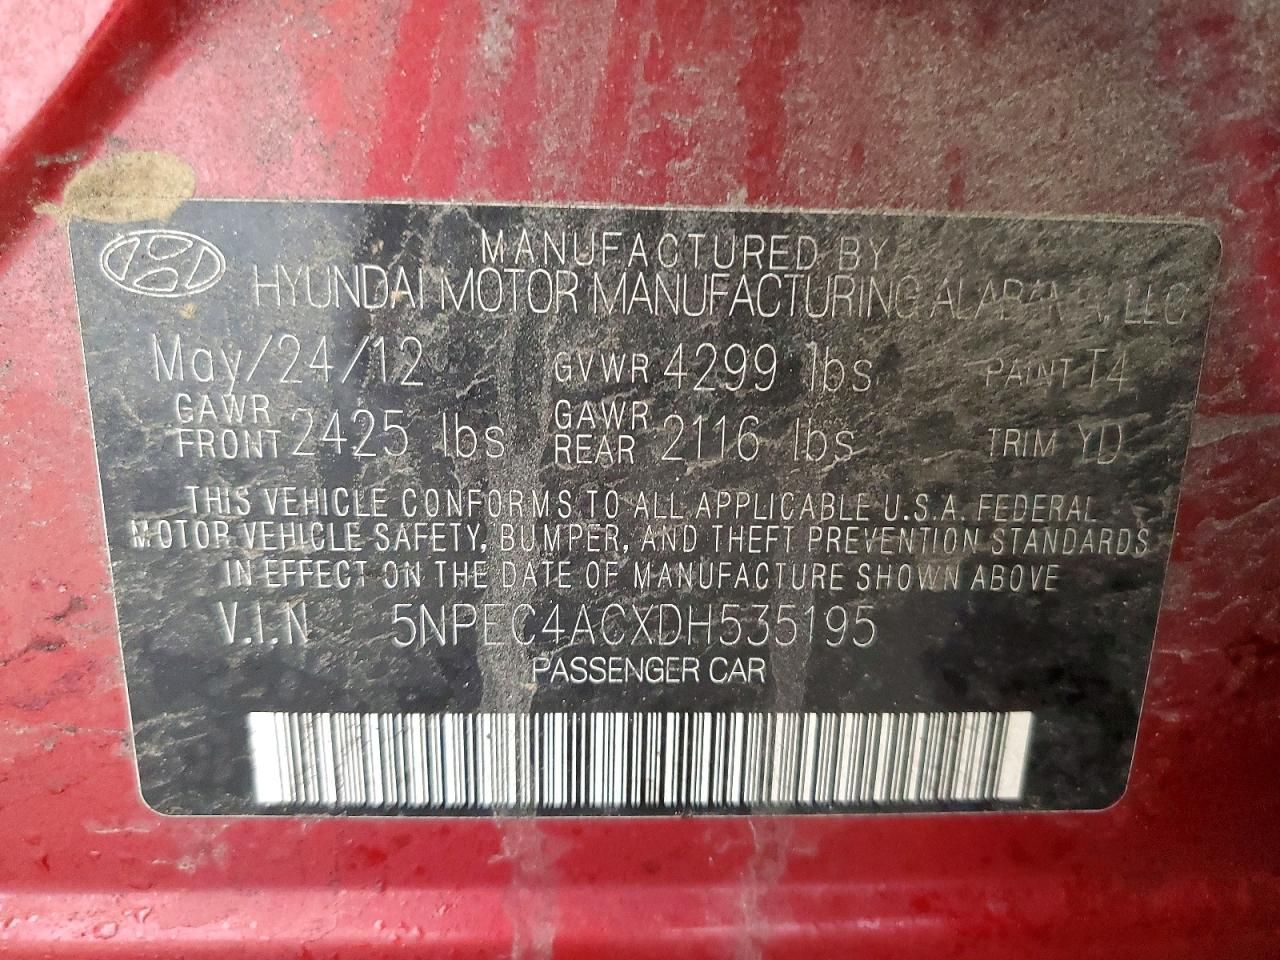 MANUFACTURED BY
HYUNDAI MOTOR MANUFACTURING ALABAMA, LLC
May/24/12 GVWR 4299 lbs PAINT T4
GAWR FRONT 2425 lbs GAWR REAR 2116 lbs TRIM YD
THIS VEHICLE CONFORMS TO ALL APPLICABLE U.S.A. FEDERAL
MOTOR VEHICLE SAFETY, BUMPER, AND THEFT PREVENTION STANDARDS
IN EFFECT ON THE DATE OF MANUFACTURE SHOWN ABOVE
V.I.N 5NPEC4ACXDH535195
PASSENGER CAR